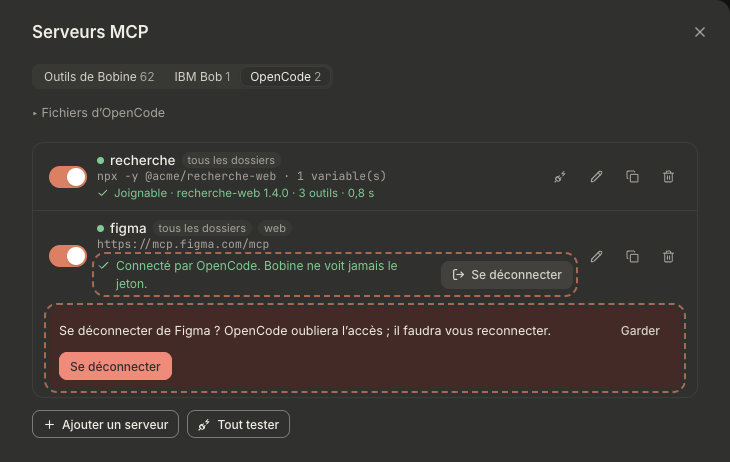 Serveurs MCP
Outils de Bobine 62 IBM Bob 1 OpenCode 2
Fichiers d’OpenCode
recherche tous les dossiers
npx -y @acme/recherche-web · 1 variable(s)
Joignable · recherche-web 1.4.0 · 3 outils · 0,8 s
figma tous les dossiers web
https://mcp.figma.com/mcp
Connecté par OpenCode. Bobine ne voit jamais le
jeton.
Se déconnecter
Se déconnecter de Figma ? OpenCode oubliera l’accès ; il faudra vous reconnecter. Garder
Se déconnecter
Ajouter un serveur Tout tester